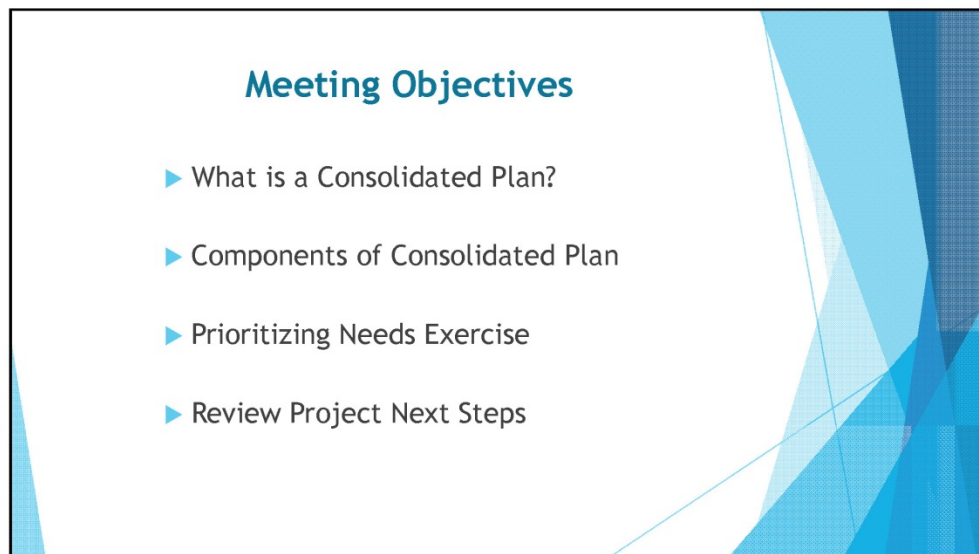 Meeting Objectives
What is a Consolidated Plan?
Components of Consolidated Plan
Prioritizing Needs Exercise
Review Project Next Steps